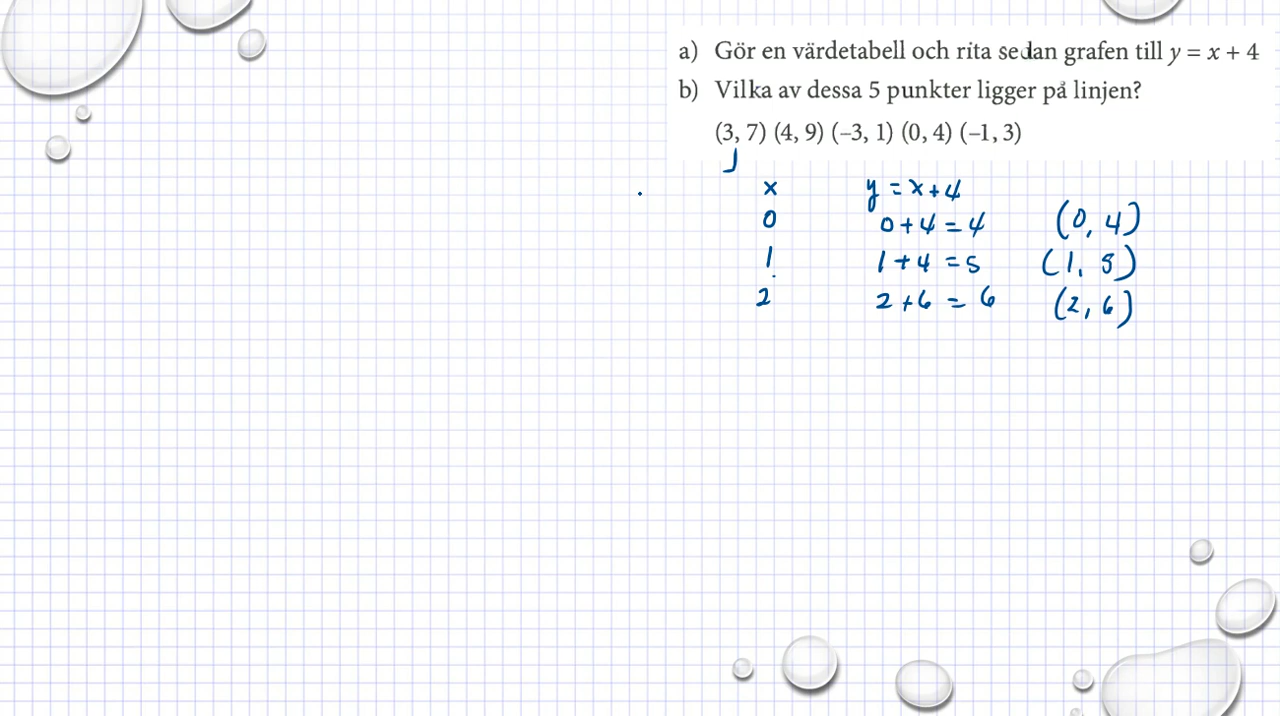 a) Gör en värdetabell och rita sedan grafen till y = x + 4
b) Vilka av dessa 5 punkter ligger på linjen?
(3, 7) (4, 9) (–3, 1) (0, 4) (–1, 3)
x y = x + 4
0 0 + 4 = 4 (0, 4)
1 1 + 4 = 5 (1, 5)
2 2 + 6 = 6 (2, 6)